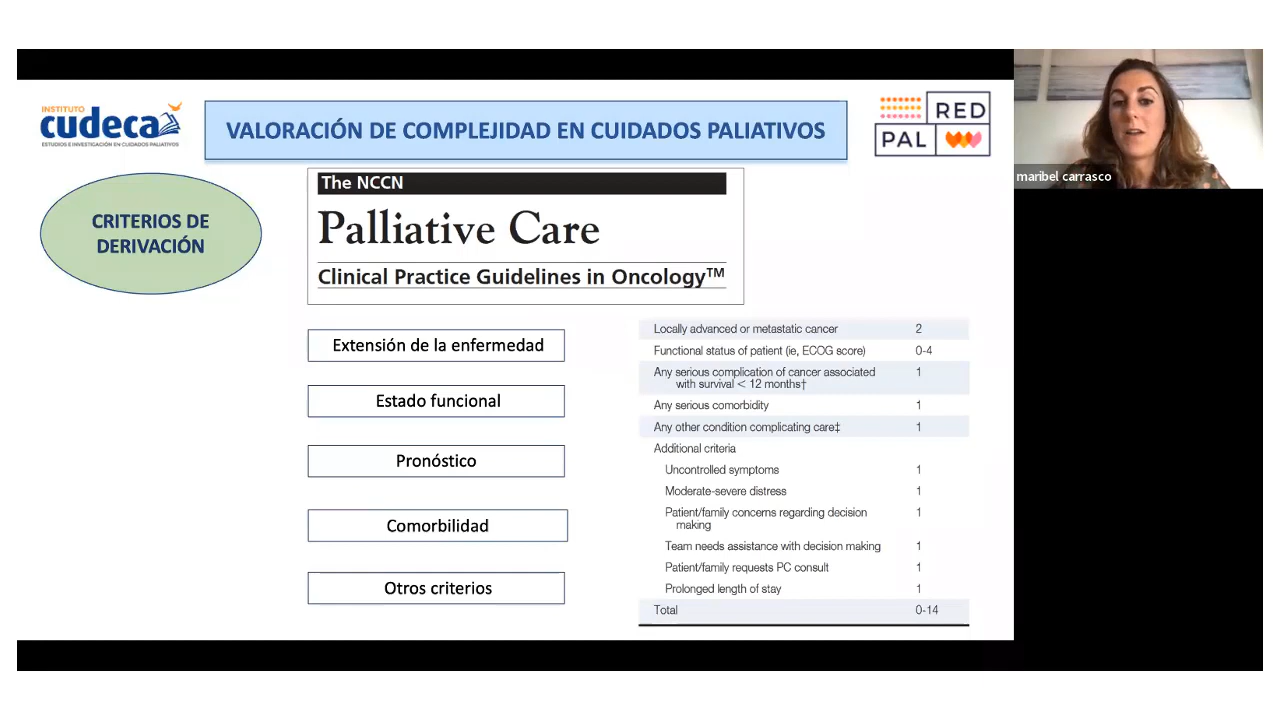 INSTITUTO
cudeca
ESTUDIOS E INVESTIGACIÓN EN CUIDADOS PALIATIVOS
VALORACIÓN DE COMPLEJIDAD EN CUIDADOS PALIATIVOS
RED
PAL
maribel carrasco
CRITERIOS DE
DERIVACIÓN
The NCCN
Palliative Care
Clinical Practice Guidelines in Oncology™
Extensión de la enfermedad
Estado funcional
Pronóstico
Comorbilidad
Otros criterios
Locally advanced or metastatic cancer 2
Functional status of patient (ie, ECOG score) 0-4
Any serious complication of cancer associated 1
with survival < 12 months†
Any serious comorbidity 1
Any other condition complicating care‡ 1
Additional criteria
Uncontrolled symptoms 1
Moderate-severe distress 1
Patient/family concerns regarding decision 1
making
Team needs assistance with decision making 1
Patient/family requests PC consult 1
Prolonged length of stay 1
Total 0-14